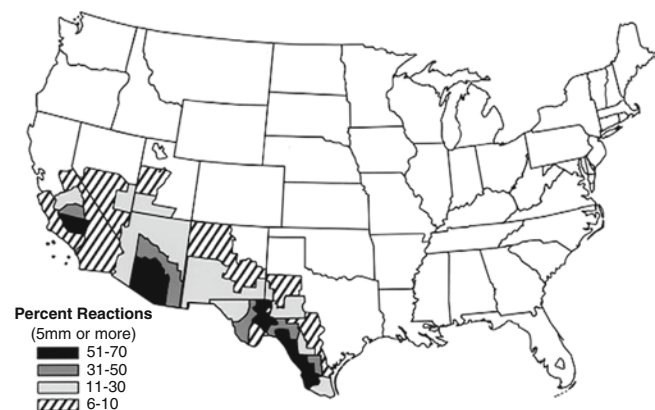 Percent Reactions
(5mm or more)
51-70
31-50
11-30
6-10